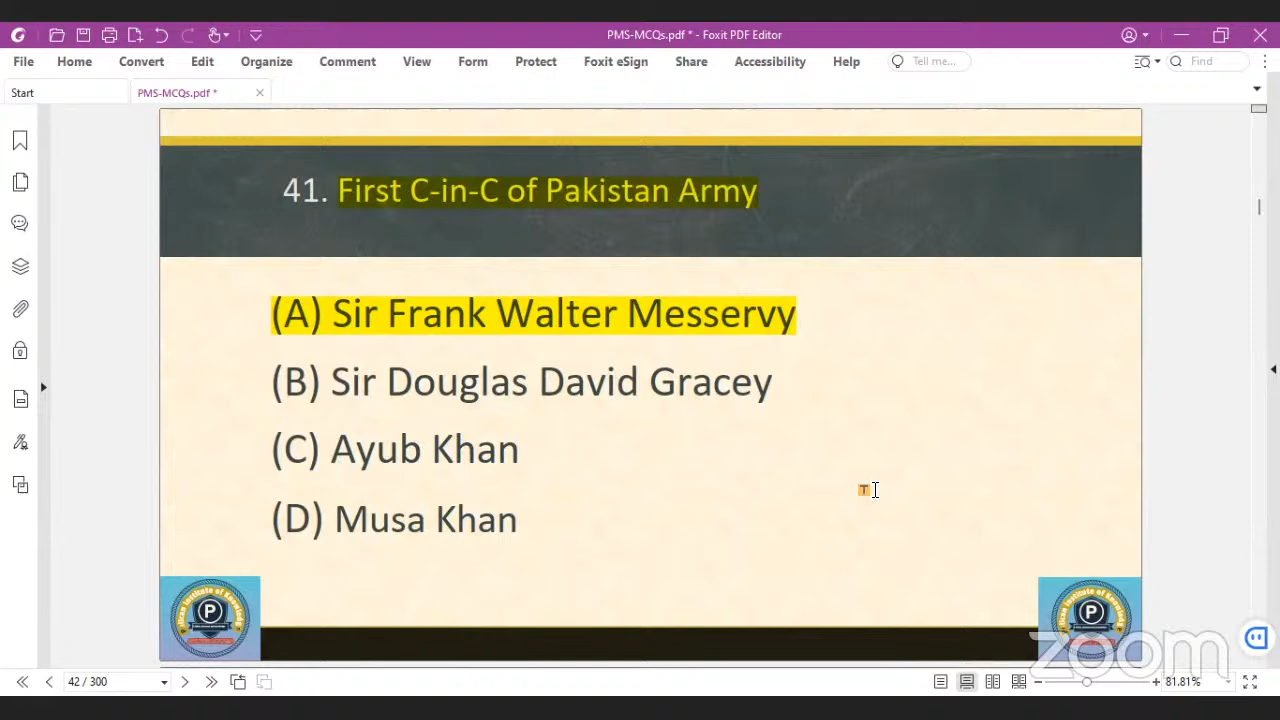 PMS-MCQs.pdf * - Foxit PDF Editor
File Home Convert Edit Organize Comment View Form Protect Foxit eSign Share Accessibility Help Tell me... Find
Start PMS-MCQs.pdf *
41. First C-in-C of Pakistan Army
(A) Sir Frank Walter Messervy
(B) Sir Douglas David Gracey
(C) Ayub Khan
(D) Musa Khan
T
P
P
zoom
42 / 300 81.81%